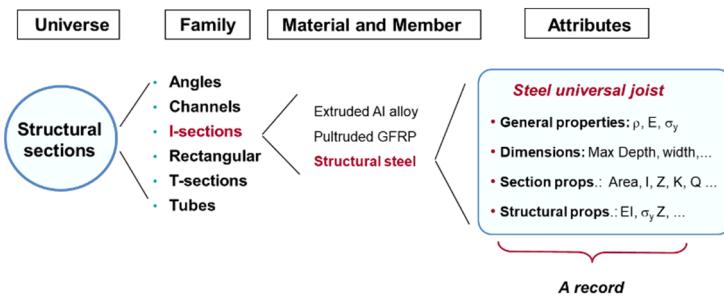 Universe
Family
Material and Member
Attributes
Structural
sections
• Angles
• Channels
• I-sections
• Rectangular
• T-sections
• Tubes
Extruded Al alloy
Pultruded GFRP
Structural steel
Steel universal joist
• General properties: ρ, E, σy
• Dimensions: Max Depth, width,...
• Section props.: Area, I, Z, K, Q ...
• Structural props.: EI, σy Z, ...
A record